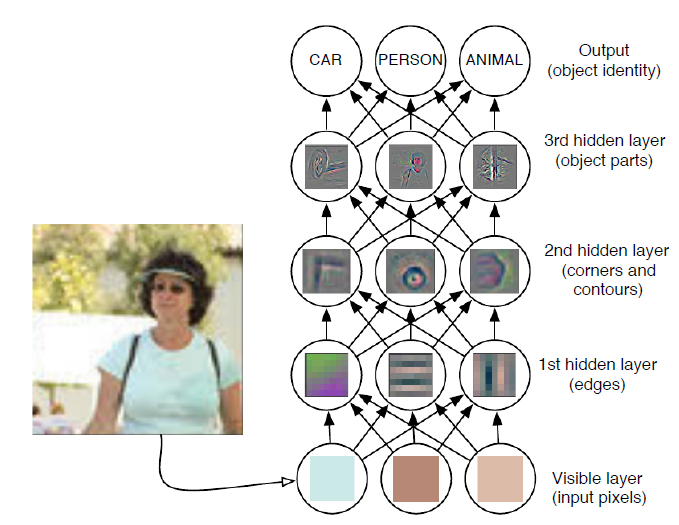 CAR
PERSON
ANIMAL
Output
(object identity)
3rd hidden layer
(object parts)
2nd hidden layer
(corners and
contours)
1st hidden layer
(edges)
Visible layer
(input pixels)